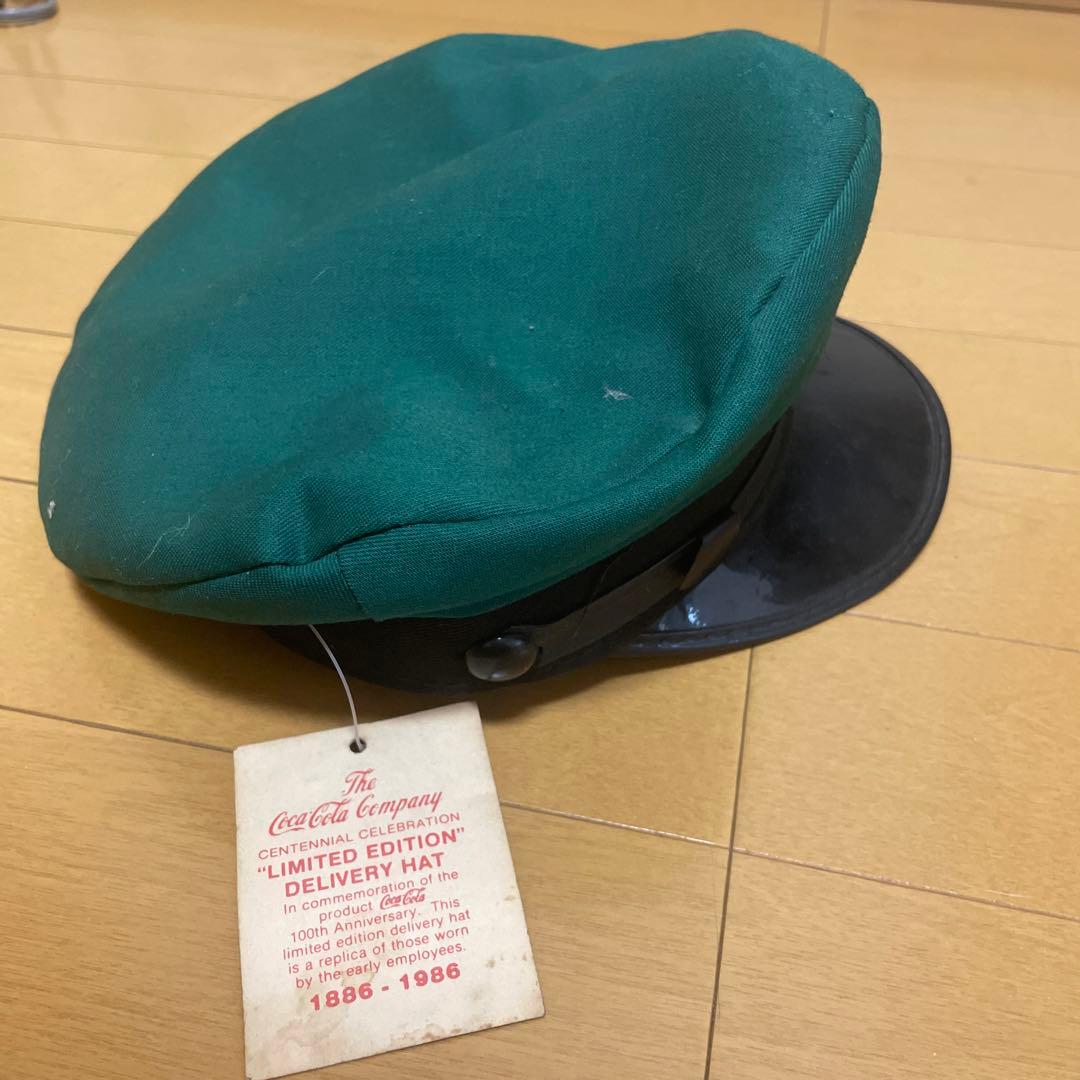 The
Coca-Cola Company
CENTENNIAL CELEBRATION
"LIMITED EDITION"
DELIVERY HAT
In commemoration of the
product Coca-Cola
100th Anniversary. This
limited edition delivery hat
is a replica of those worn
by the early employees.
1886 - 1986